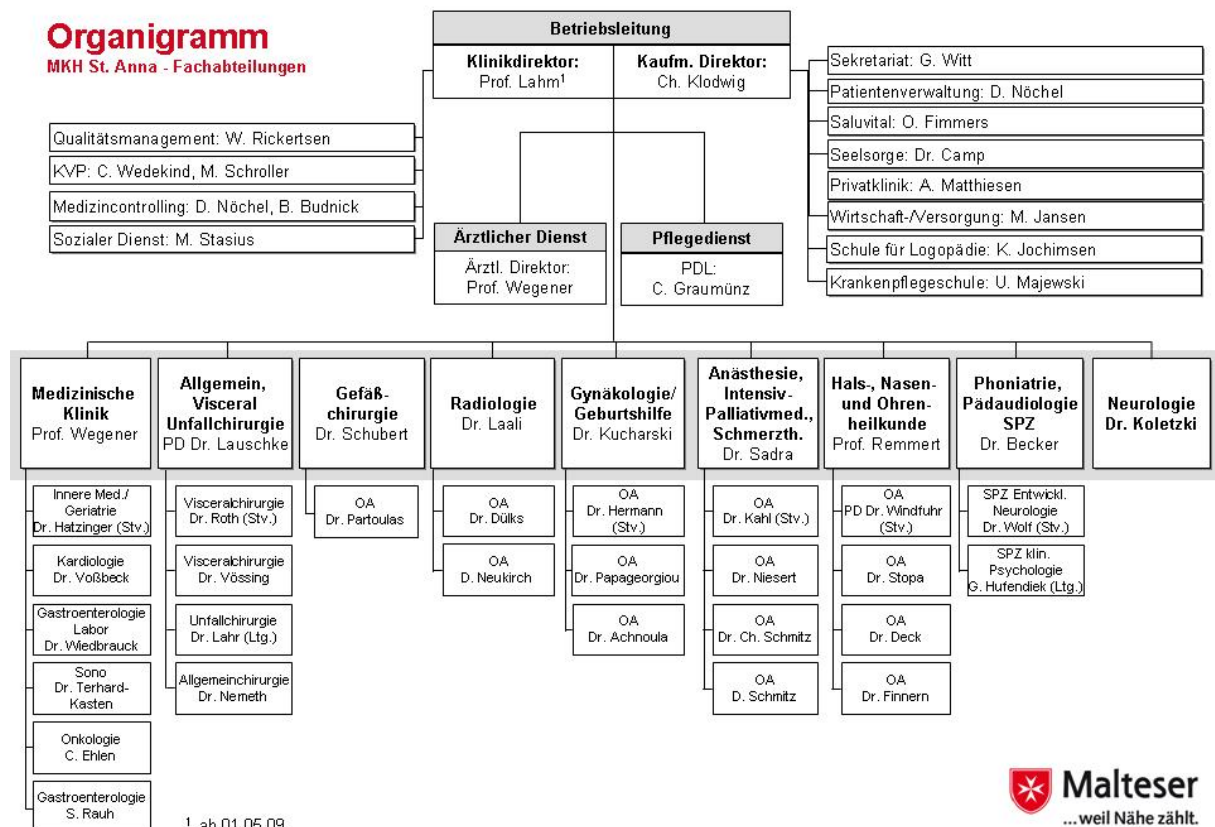 Organigramm
MKH St. Anna - Fachabteilungen
Betriebsleitung
Klinikdirektor:
Prof. Lahm¹
Kaufm. Direktor:
Ch. Klodwig
Qualitätsmanagement: W. Rickertsen
KVP: C. Wedekind, M. Schroller
Medizincontrolling: D. Nöchel, B. Budnick
Sozialer Dienst: M. Stasius
Sekretariat: G. Witt
Patientenverwaltung: D. Nöchel
Saluvital: O. Fimmers
Seelsorge: Dr. Camp
Privatklinik: A. Matthiesen
Wirtschaft-/Versorgung: M. Jansen
Schule für Logopädie: K. Jochimsen
Krankenpflegeschule: U. Majewski
Ärztlicher Dienst
Ärztl. Direktor:
Prof. Wegener
Pflegedienst
PDL:
C. Graumünz
Medizinische
Klinik
Prof. Wegener
Allgemein,
Visceral
Unfallchirurgie
PD Dr. Lauschke
Gefäß-
chirurgie
Dr. Schubert
Radiologie
Dr. Laali
Gynäkologie/
Geburtshilfe
Dr. Kucharski
Anästhesie,
Intensiv-
Palliativmed.,
Schmerzth.
Dr. Sadra
Hals-, Nasen-
und Ohren-
heilkunde
Prof. Remmert
Phoniatrie,
Pädaudiologie
SPZ
Dr. Becker
Neurologie
Dr. Koletzki
Innere Med./
Geriatrie
Dr. Hatzinger (Stv.)
Kardiologie
Dr. Voßbeck
Gastroenterologie
Labor
Dr. Wiedbrauck
Sono
Dr. Terhard-
Kasten
Onkologie
C. Ehlen
Gastroenterologie
S. Rauh
Visceralchirurgie
Dr. Roth (Stv.)
Visceralchirurgie
Dr. Vössing
Unfallchirurgie
Dr. Lahr (Ltg.)
Allgemeinchirurgie
Dr. Nemeth
OA
Dr. Partoulas
OA
Dr. Dülks
OA
D. Neukirch
OA
Dr. Hermann
(Stv.)
OA
Dr. Papageorgiou
OA
Dr. Achnoula
OA
Dr. Kahl (Stv.)
OA
Dr. Niesert
OA
Dr. Ch. Schmitz
OA
D. Schmitz
OA
PD Dr. Windfuhr
(Stv.)
OA
Dr. Stopa
OA
Dr. Deck
OA
Dr. Finnern
SPZ Entwickl.
Neurologie
Dr. Wolf (Stv.)
SPZ klin.
Psychologie
G. Hufendiek (Ltg.)
¹ ab 01.05.09
Malteser
...weil Nähe zählt.